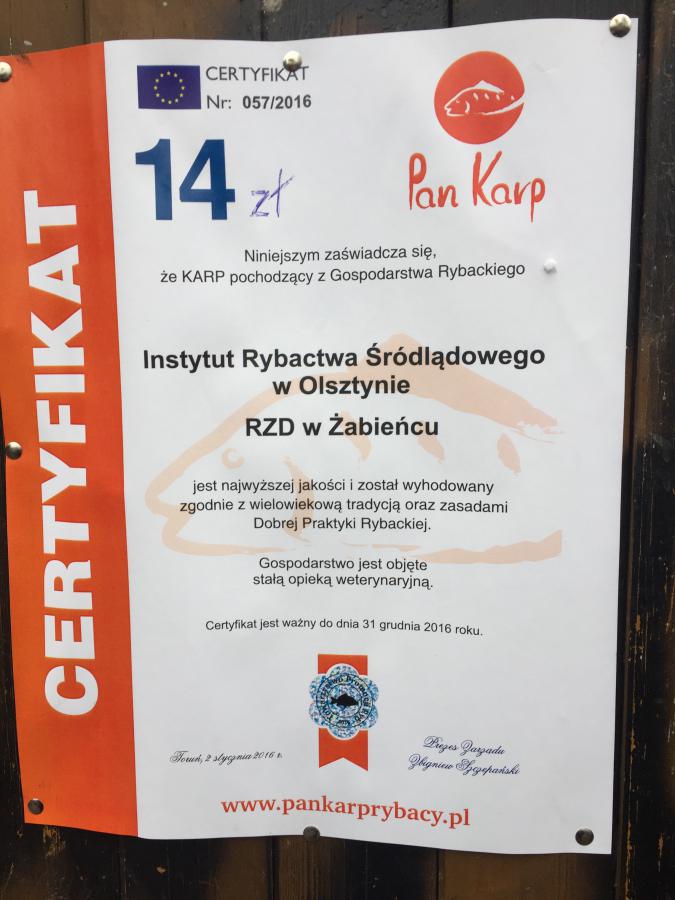 CERTYFIKAT
CERTYFIKAT
Nr: 057/2016
14 zł
Pan Karp
Niniejszym zaświadcza się,
że KARP pochodzący z Gospodarstwa Rybackiego
Instytut Rybactwa Śródlądowego
w Olsztynie
RZD w Żabieńcu
jest najwyższej jakości i został wyhodowany
zgodnie z wielowiekową tradycją oraz zasadami
Dobrej Praktyki Rybackiej.
Gospodarstwo jest objęte
stałą opieką weterynaryjną.
Certyfikat jest ważny do dnia 31 grudnia 2016 roku.
Toruń, 2 stycznia 2016 r.
Prezes Zarządu
Zbigniew Szczepański
www.pankarprybacy.pl